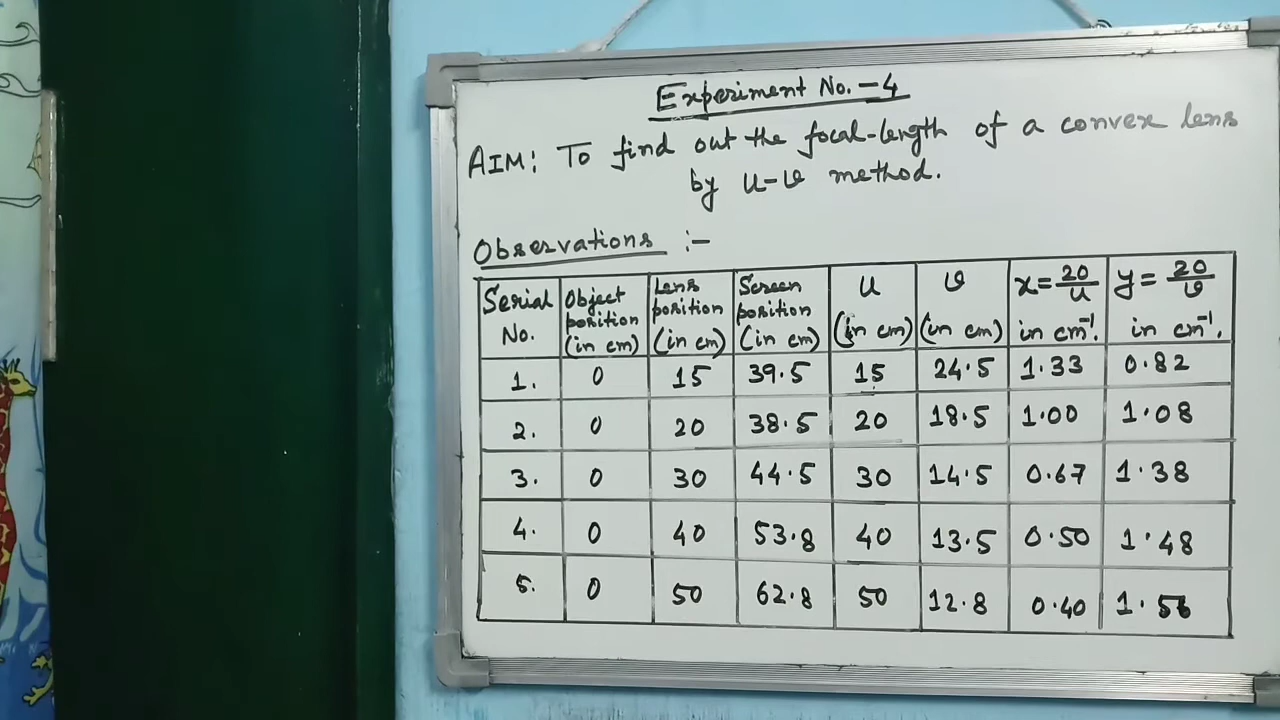 Experiment No. - 4
AIM: To find out the focal-length of a convex lens
by u-v method.
Observations :-
Serial No. | Object position (in cm) | Lens position (in cm) | Screen position (in cm) | u (in cm) | v (in cm) | x = 20/u in cm⁻¹. | y = 20/v in cm⁻¹.
1. | 0 | 15 | 39.5 | 15 | 24.5 | 1.33 | 0.82
2. | 0 | 20 | 38.5 | 20 | 18.5 | 1.00 | 1.08
3. | 0 | 30 | 44.5 | 30 | 14.5 | 0.67 | 1.38
4. | 0 | 40 | 53.8 | 40 | 13.5 | 0.50 | 1.48
5. | 0 | 50 | 62.8 | 50 | 12.8 | 0.40 | 1.56